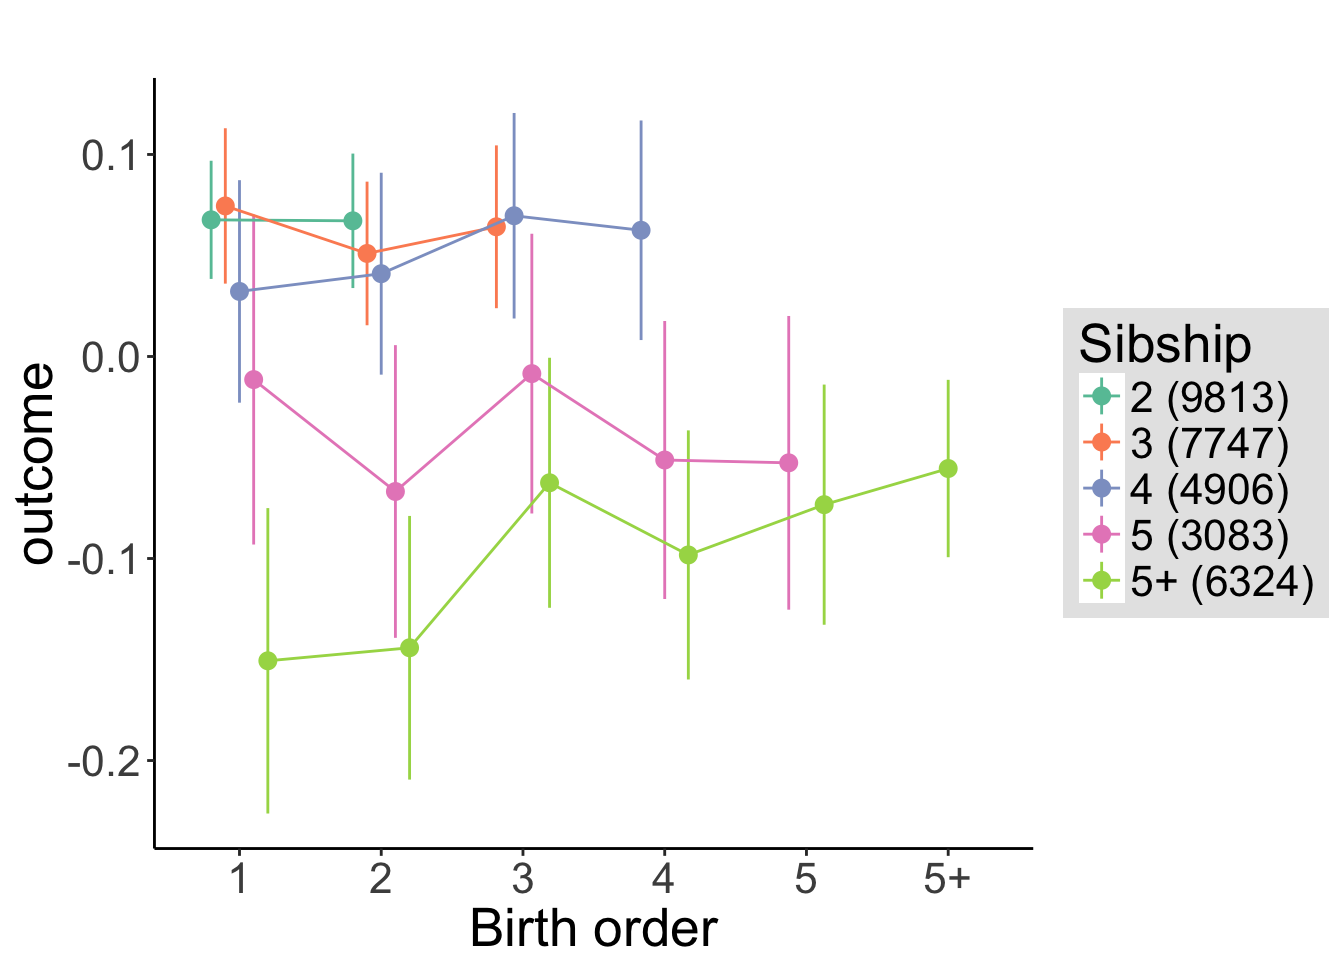 0.1
0.0
-0.1
-0.2
outcome
1 2 3 4 5 5+
Birth order
Sibship
2 (9813)
3 (7747)
4 (4906)
5 (3083)
5+ (6324)